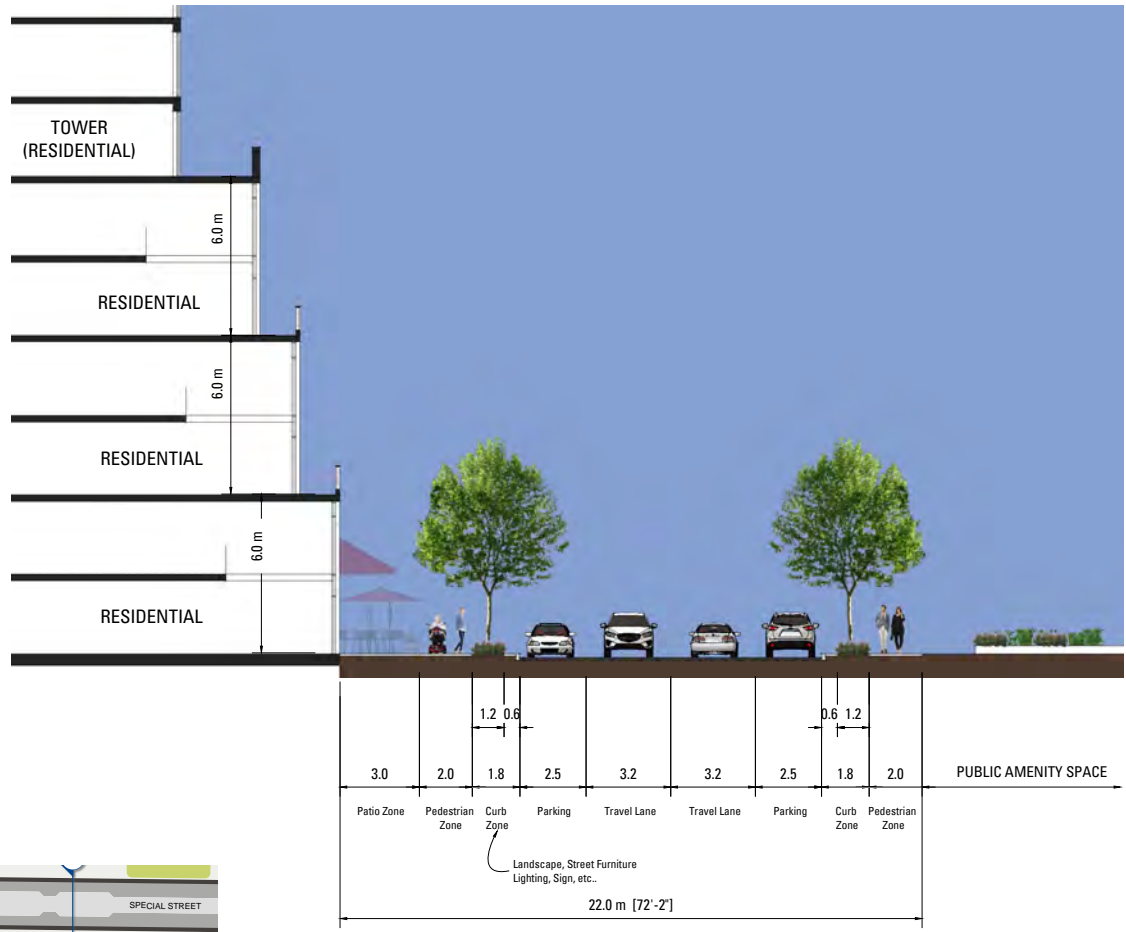 TOWER
(RESIDENTIAL)
6.0 m
RESIDENTIAL
6.0 m
RESIDENTIAL
6.0 m
RESIDENTIAL
1.2 0.6 0.6 1.2
3.0 2.0 1.8 2.5 3.2 3.2 2.5 1.8 2.0 PUBLIC AMENITY SPACE
Patio Zone Pedestrian Curb Parking Travel Lane Travel Lane Parking Curb Pedestrian
Zone Zone Zone Zone
Landscape, Street Furniture
Lighting, Sign, etc..
22.0 m [72'-2"]
SPECIAL STREET